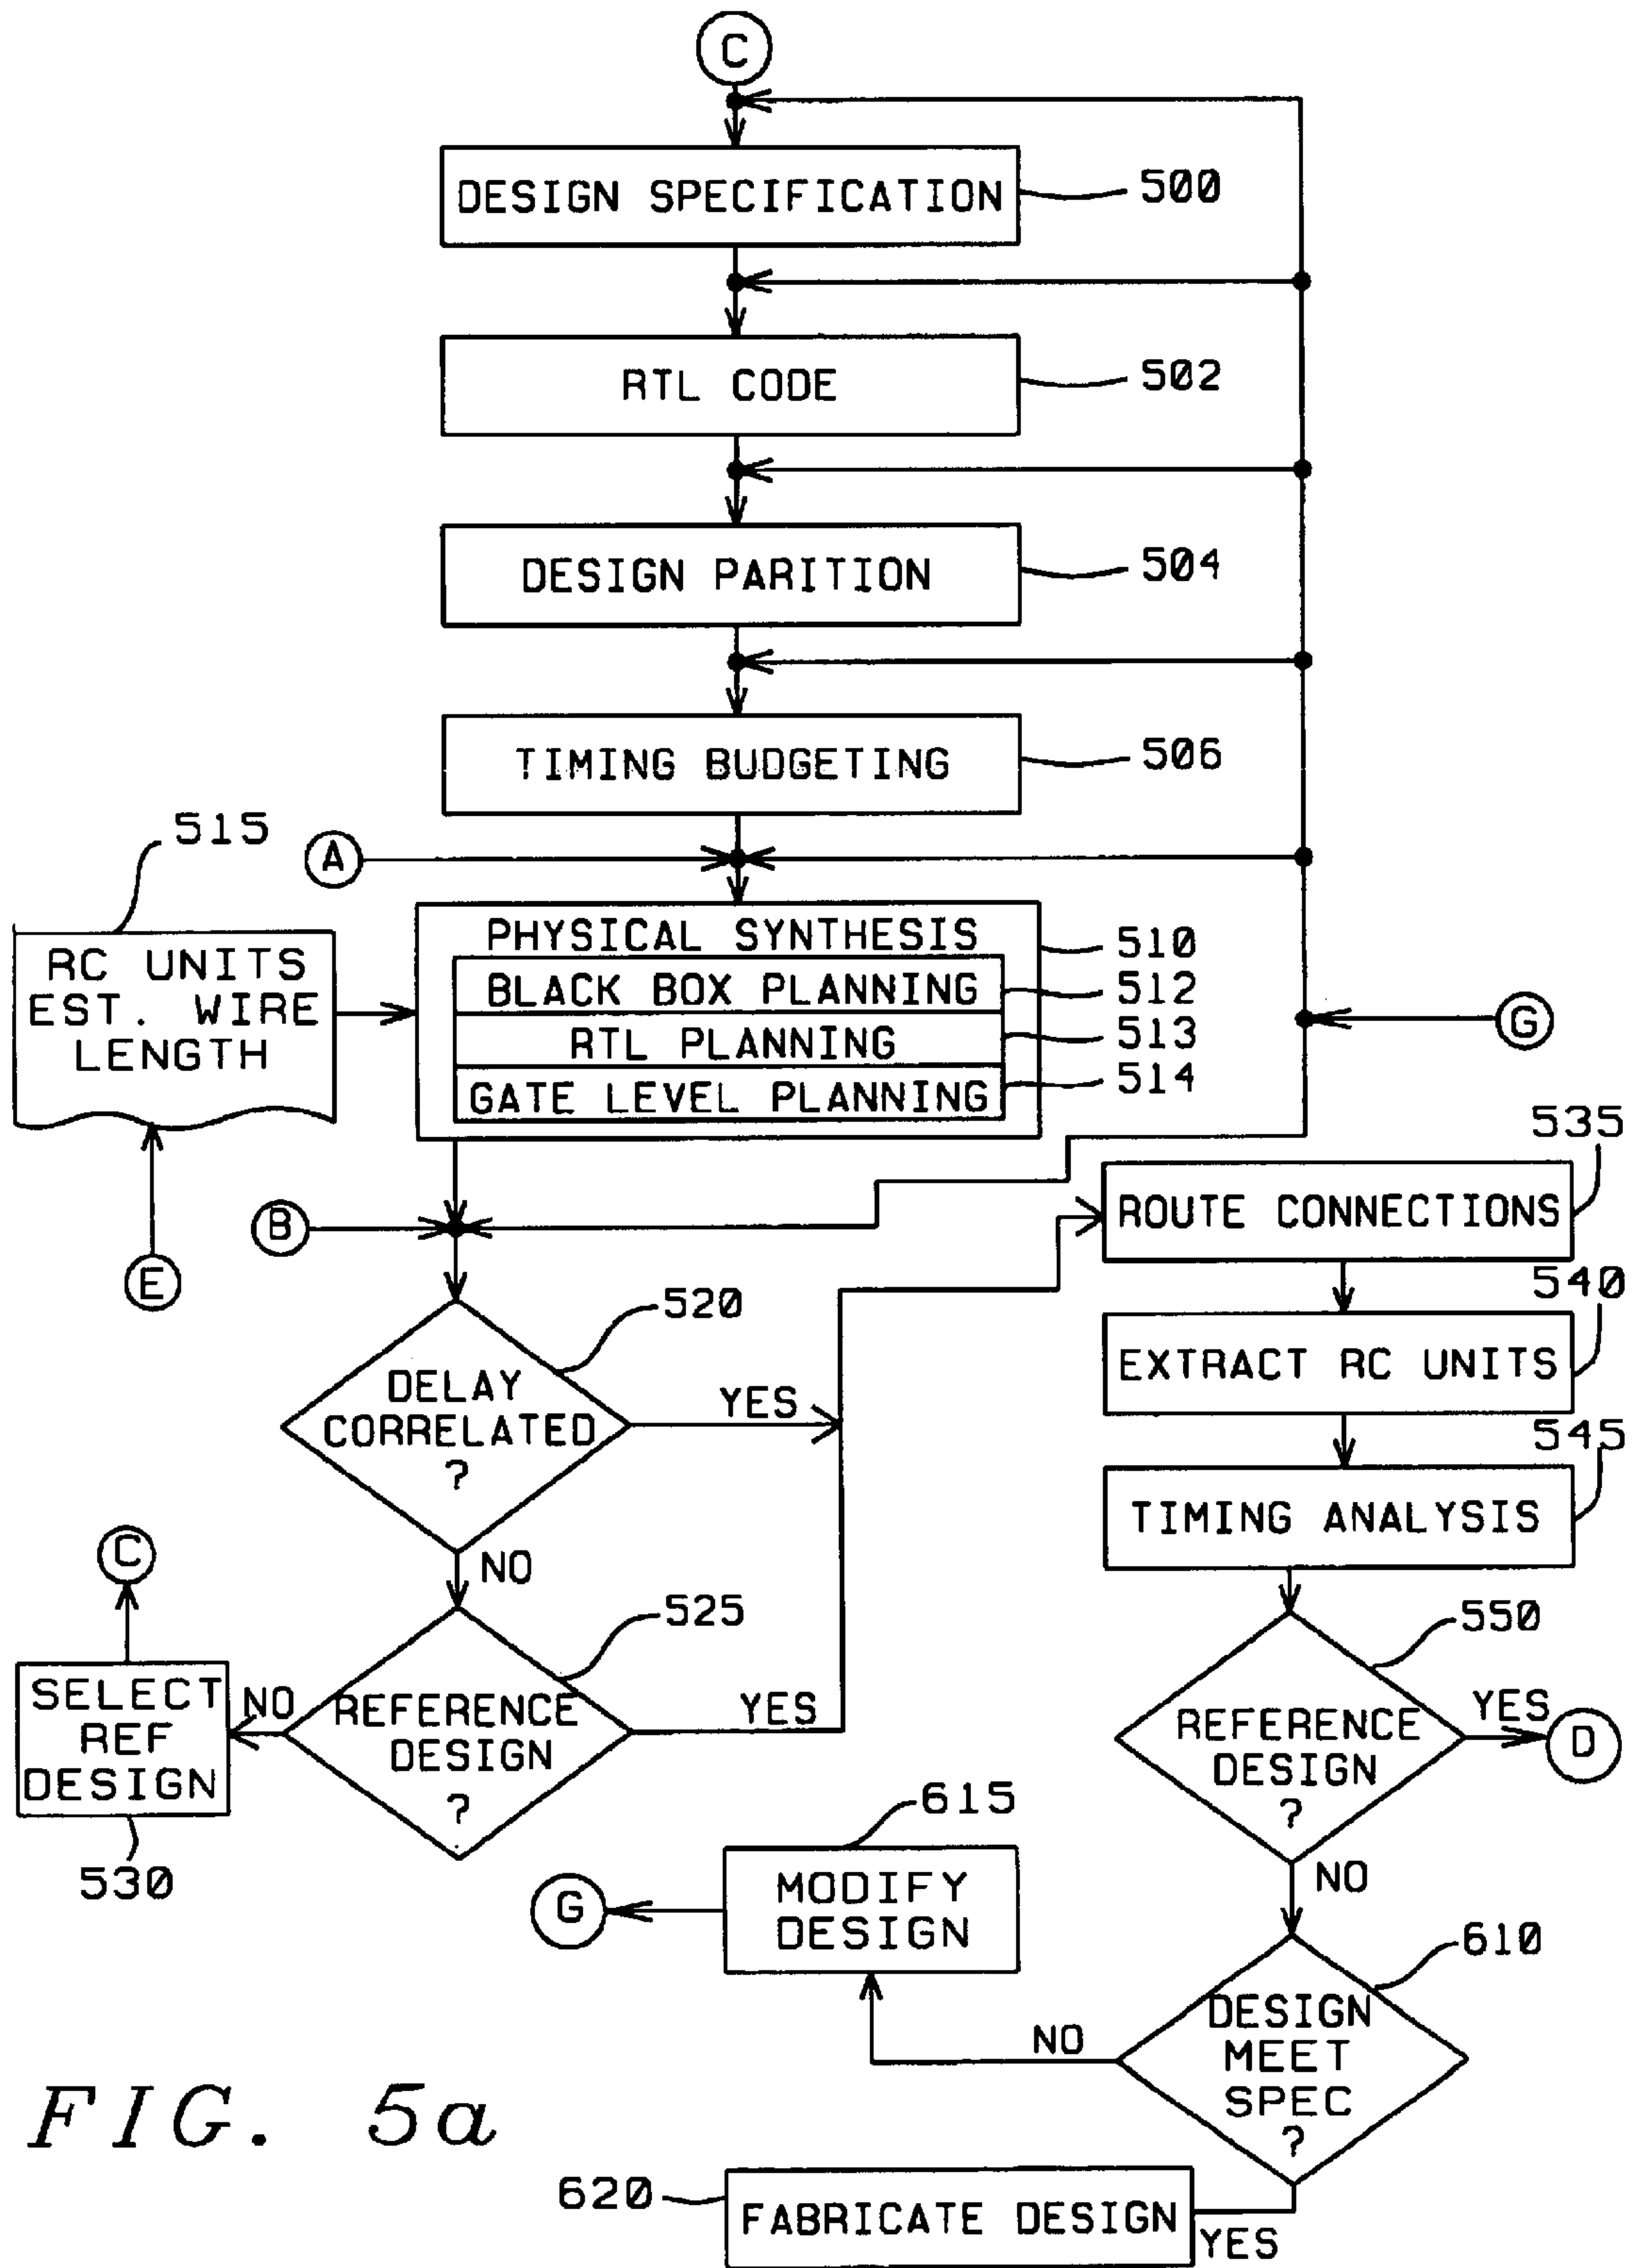 C
DESIGN SPECIFICATION
500
RTL CODE
502
DESIGN PARITION
504
TIMING BUDGETING
506
515
A
RC UNITS
EST. WIRE
LENGTH
PHYSICAL SYNTHESIS
510
BLACK BOX PLANNING
512
RTL PLANNING
513
GATE LEVEL PLANNING
514
G
E
B
535
ROUTE CONNECTIONS
540
EXTRACT RC UNITS
545
TIMING ANALYSIS
520
DELAY
CORRELATED
?
YES
NO
C
525
REFERENCE
DESIGN
?
YES
NO
SELECT
REF
DESIGN
530
550
REFERENCE
DESIGN
?
YES
D
NO
615
MODIFY
DESIGN
G
610
DESIGN
MEET
SPEC
?
NO
YES
620
FABRICATE DESIGN
FIG. 5a